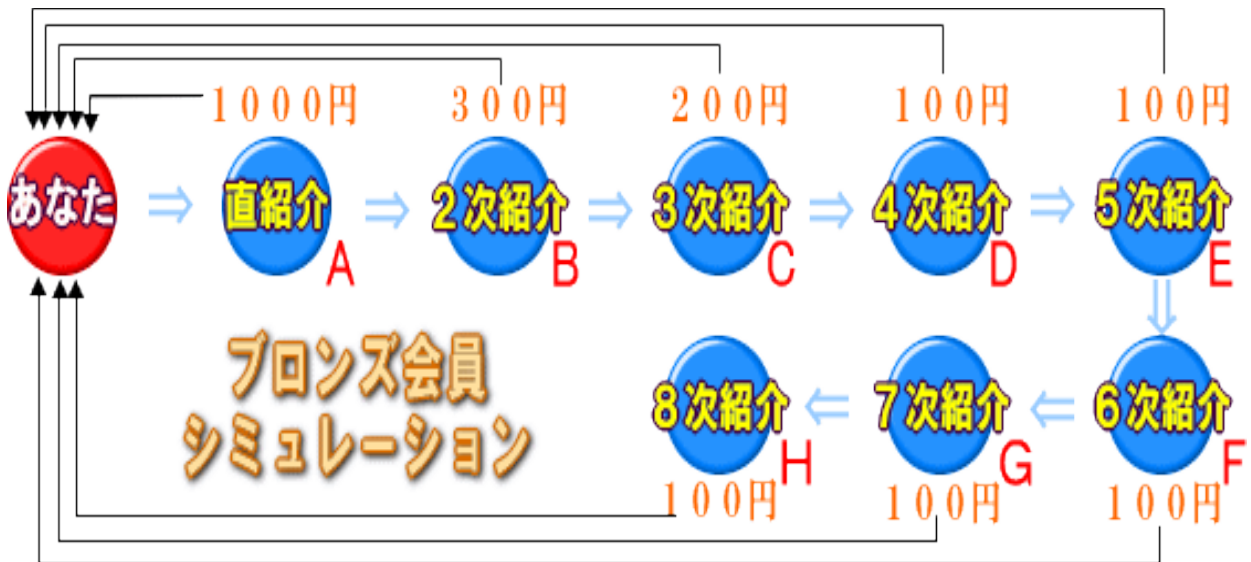 １０００円
３００円
２００円
１００円
１００円
あなた
直紹介
２次紹介
３次紹介
４次紹介
５次紹介
A
B
C
D
E
ブロンズ会員
シミュレーション
８次紹介
７次紹介
６次紹介
H
G
F
１００円
１００円
１００円